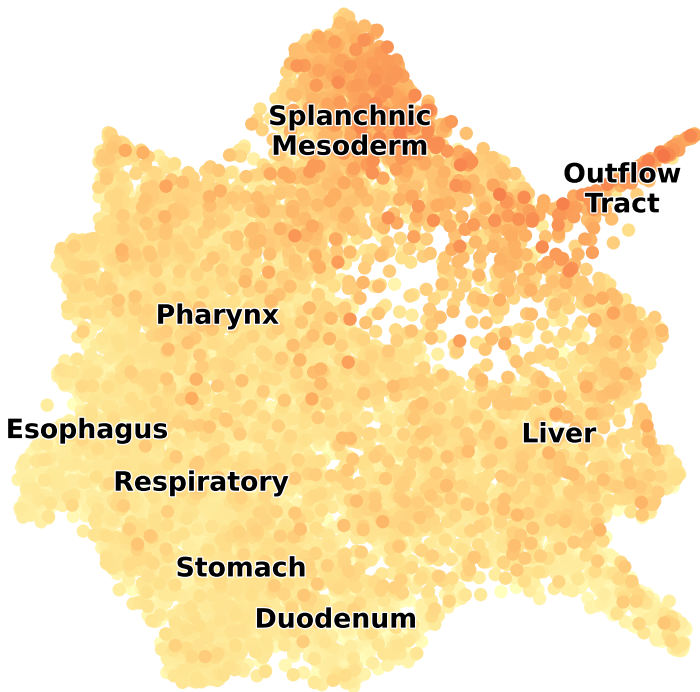 Splanchnic
Mesoderm
Outflow
Tract
Pharynx
Esophagus
Liver
Respiratory
Stomach
Duodenum